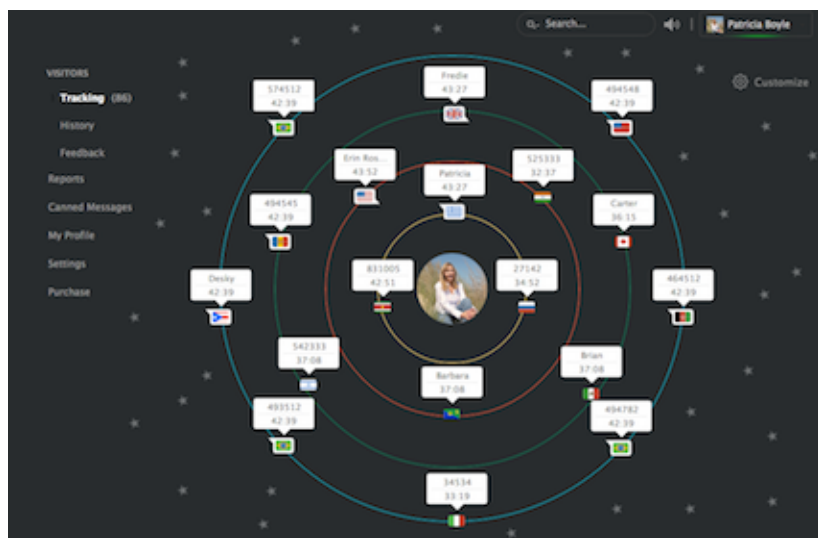 Search...
Patricia Boyle
VISITORS
Tracking (86)
History
Feedback
Reports
Canned Messages
My Profile
Settings
Purchase
Customize
574512
42:39
Fredie
43:27
494548
42:39
Erin Ros...
43:52
Patricia
43:27
525333
32:37
494545
42:39
Carter
36:15
Desky
42:39
831005
42:51
27142
34:52
464512
42:39
542333
37:08
Brian
37:08
Barbera
37:08
493512
42:39
494782
42:39
34534
33:19